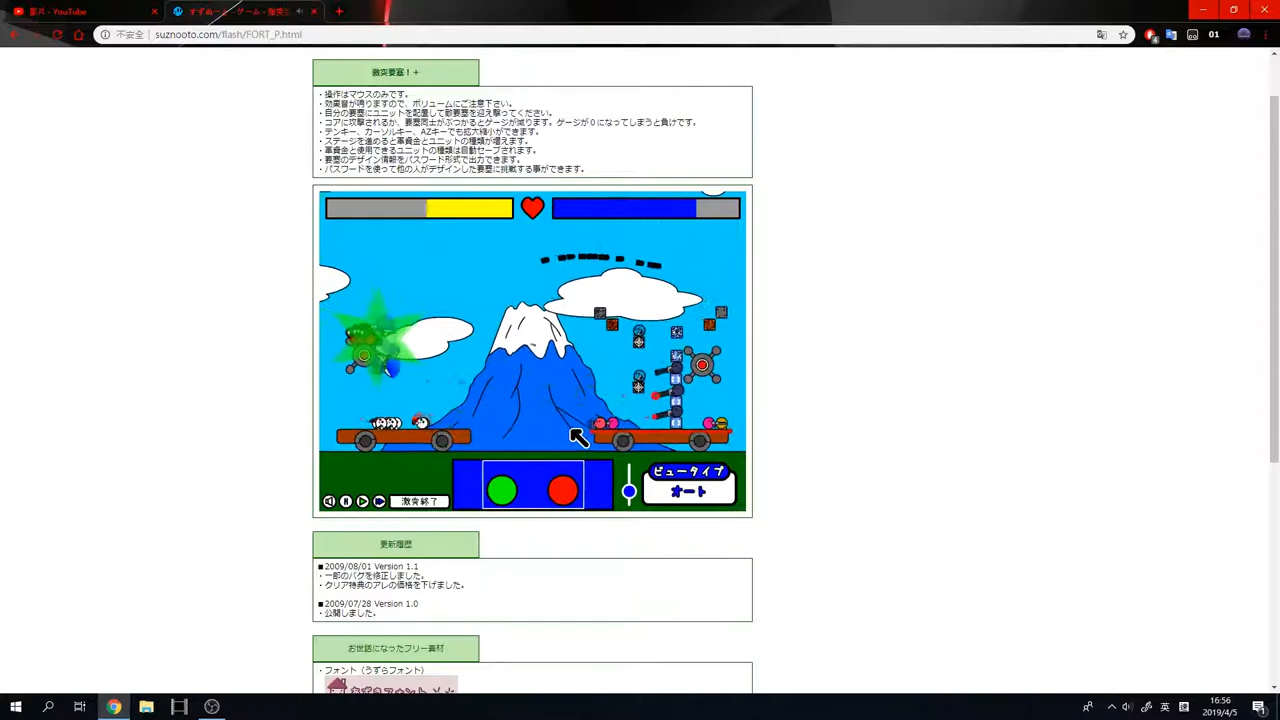 影片 - YouTube
すずぬーと ゲーム - 激突
不安全
suznooto.com/flash/FORT_P.html
4
01
激突要塞！+
・操作はマウスのみです。
・効果音が鳴りますので、ボリュームにご注意下さい。
・自分の要塞にユニットを配置して敵要塞を迎え撃ってください。
・コアに攻撃されるか、要塞同士がぶつかるとゲージが減ります。ゲージが０になってしまうと負けです。
・テンキー、カーソルキー、AZキーでも拡大縮小ができます。
・ステージを進めると軍資金とユニットの種類が増えます。
・軍資金と使用できるユニットの種類は自動セーブされます。
・要塞のデザイン情報をパスワード形式で出力できます。
・パスワードを使って他の人がデザインした要塞に挑戦する事ができます。
激突終了
ビュータイプ
オート
更新履歴
■2009/08/01 Version 1.1
・一部のバグを修正しました。
・クリア特典のアレの価格を下げました。
■2009/07/28 Version 1.0
・公開しました。
お世話になったフリー素材
・フォント（うずらフォント）
英
16:56
2019/4/5
1